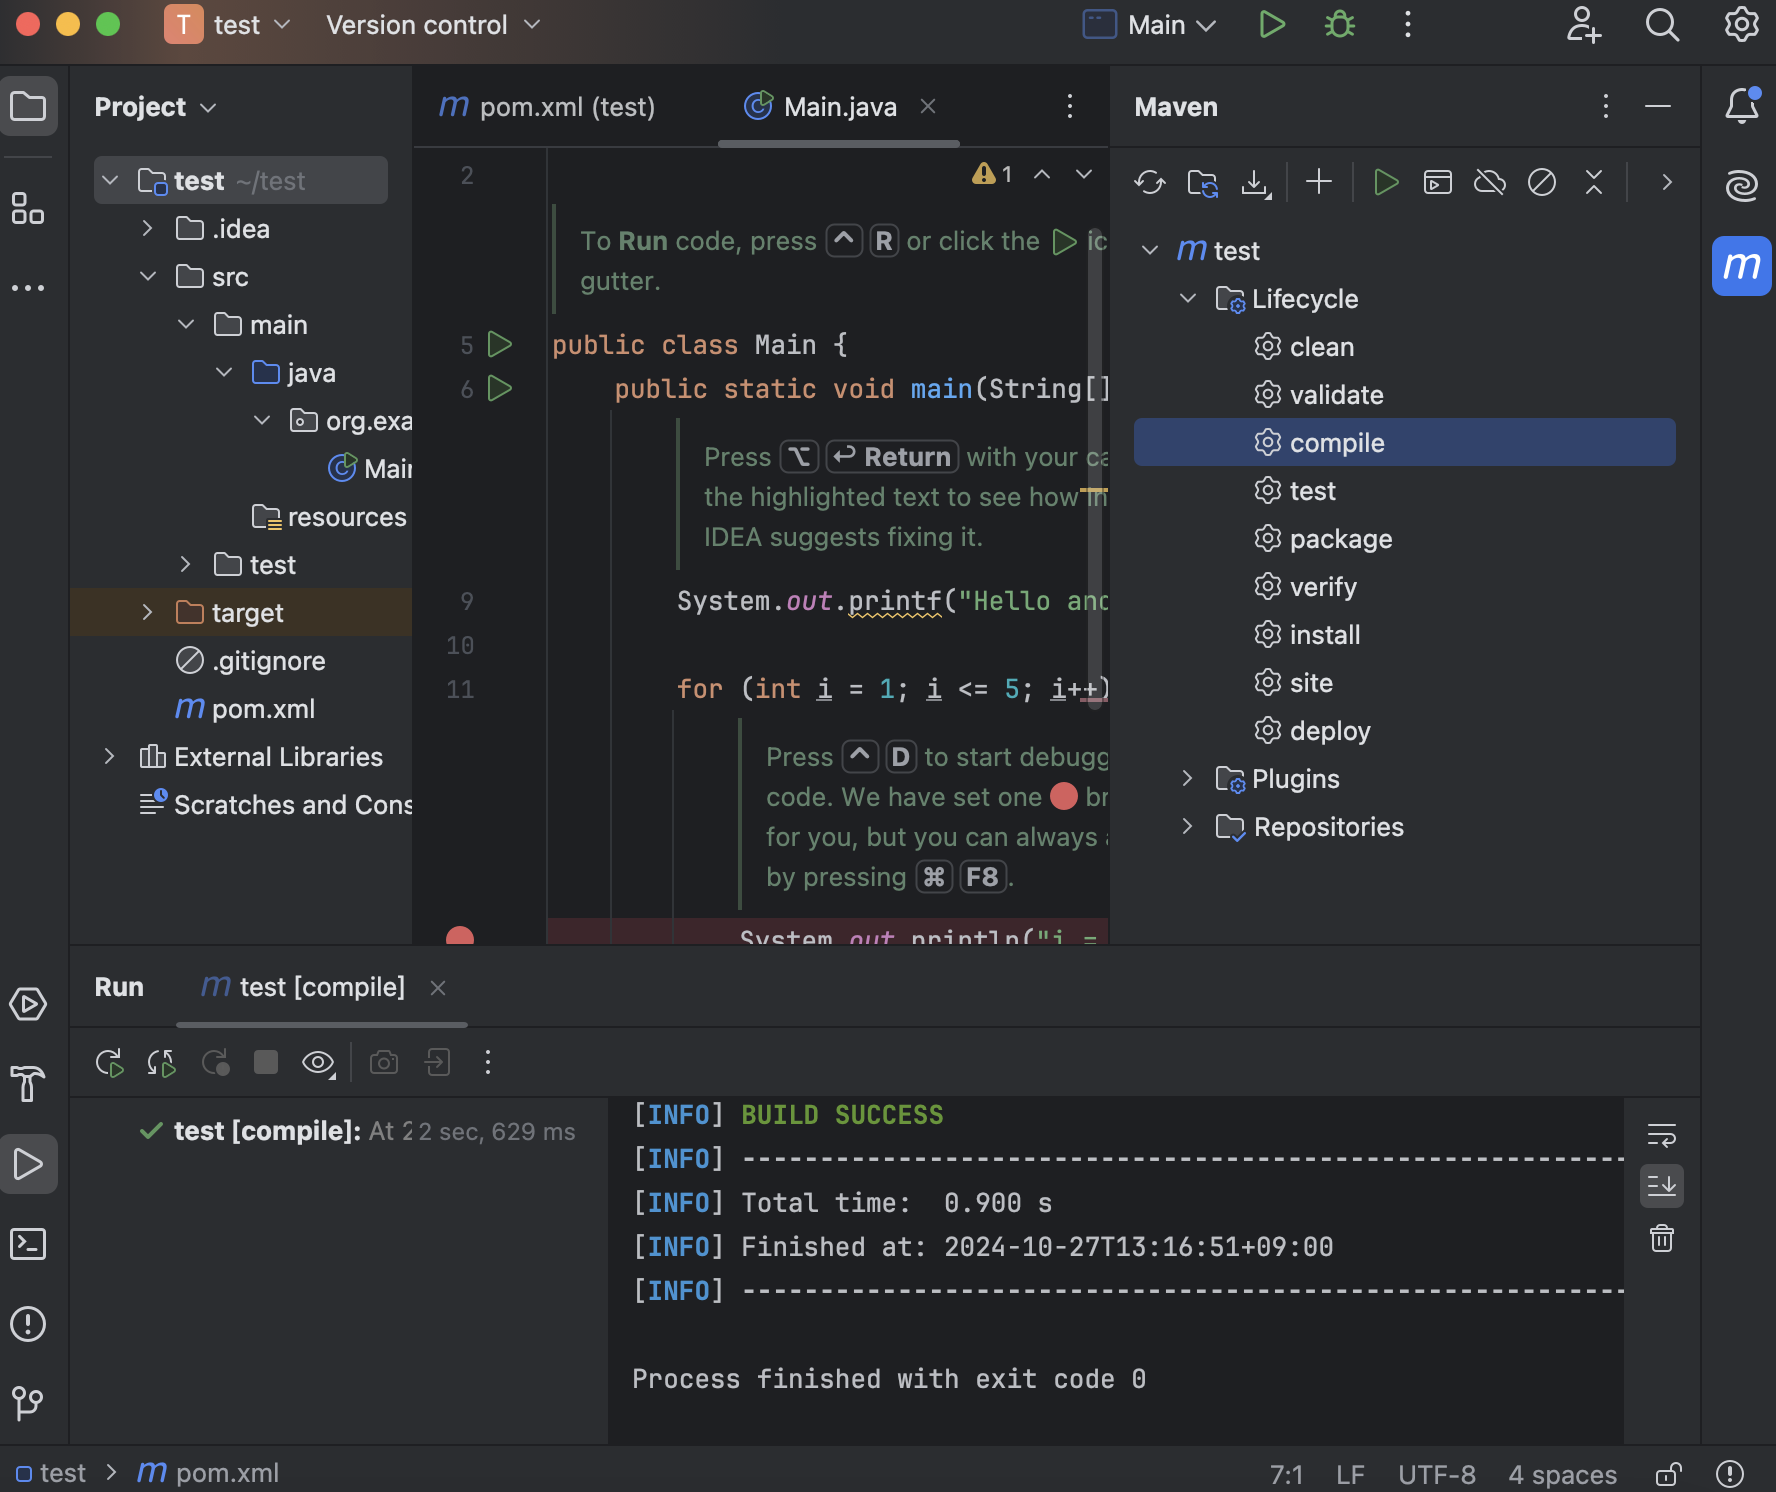 T test Version control Main
Project
test ~/test
.idea
src
main
java
org.exa
Mair
resources
test
target
.gitignore
m pom.xml
External Libraries
Scratches and Cons
m pom.xml (test) Main.java
2 1
To Run code, press ^ R or click the ic
gutter.
5 public class Main {
6 public static void main(String[]
Press ⌥ ↩ Return with your ca
the highlighted text to see how In
IDEA suggests fixing it.
9 System.out.printf("Hello and
10
11 for (int i = 1; i <= 5; i++)
Press ^ D to start debugg
code. We have set one br
for you, but you can always a
by pressing ⌘ F8.
System.out.println("i =
Maven
m test
Lifecycle
clean
validate
compile
test
package
verify
install
site
deploy
Plugins
Repositories
m
Run m test [compile]
test [compile]: At 2 2 sec, 629 ms
[INFO] BUILD SUCCESS
[INFO] ---------------------------------------------------------
[INFO] Total time:  0.900 s
[INFO] Finished at: 2024-10-27T13:16:51+09:00
[INFO] ---------------------------------------------------------
Process finished with exit code 0
test > m pom.xml 7:1 LF UTF-8 4 spaces